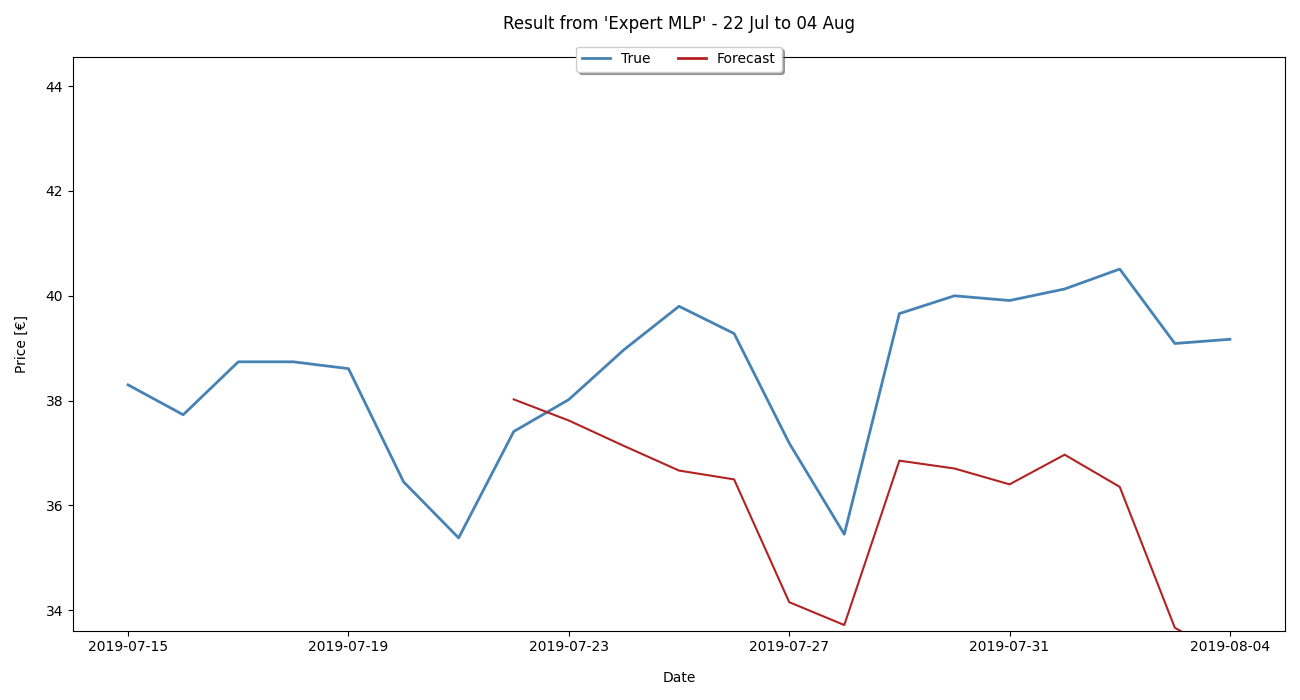 Result from 'Expert MLP' - 22 Jul to 04 Aug
True Forecast
44
42
40
38
36
34
Price [€]
2019-07-15 2019-07-19 2019-07-23 2019-07-27 2019-07-31 2019-08-04
Date